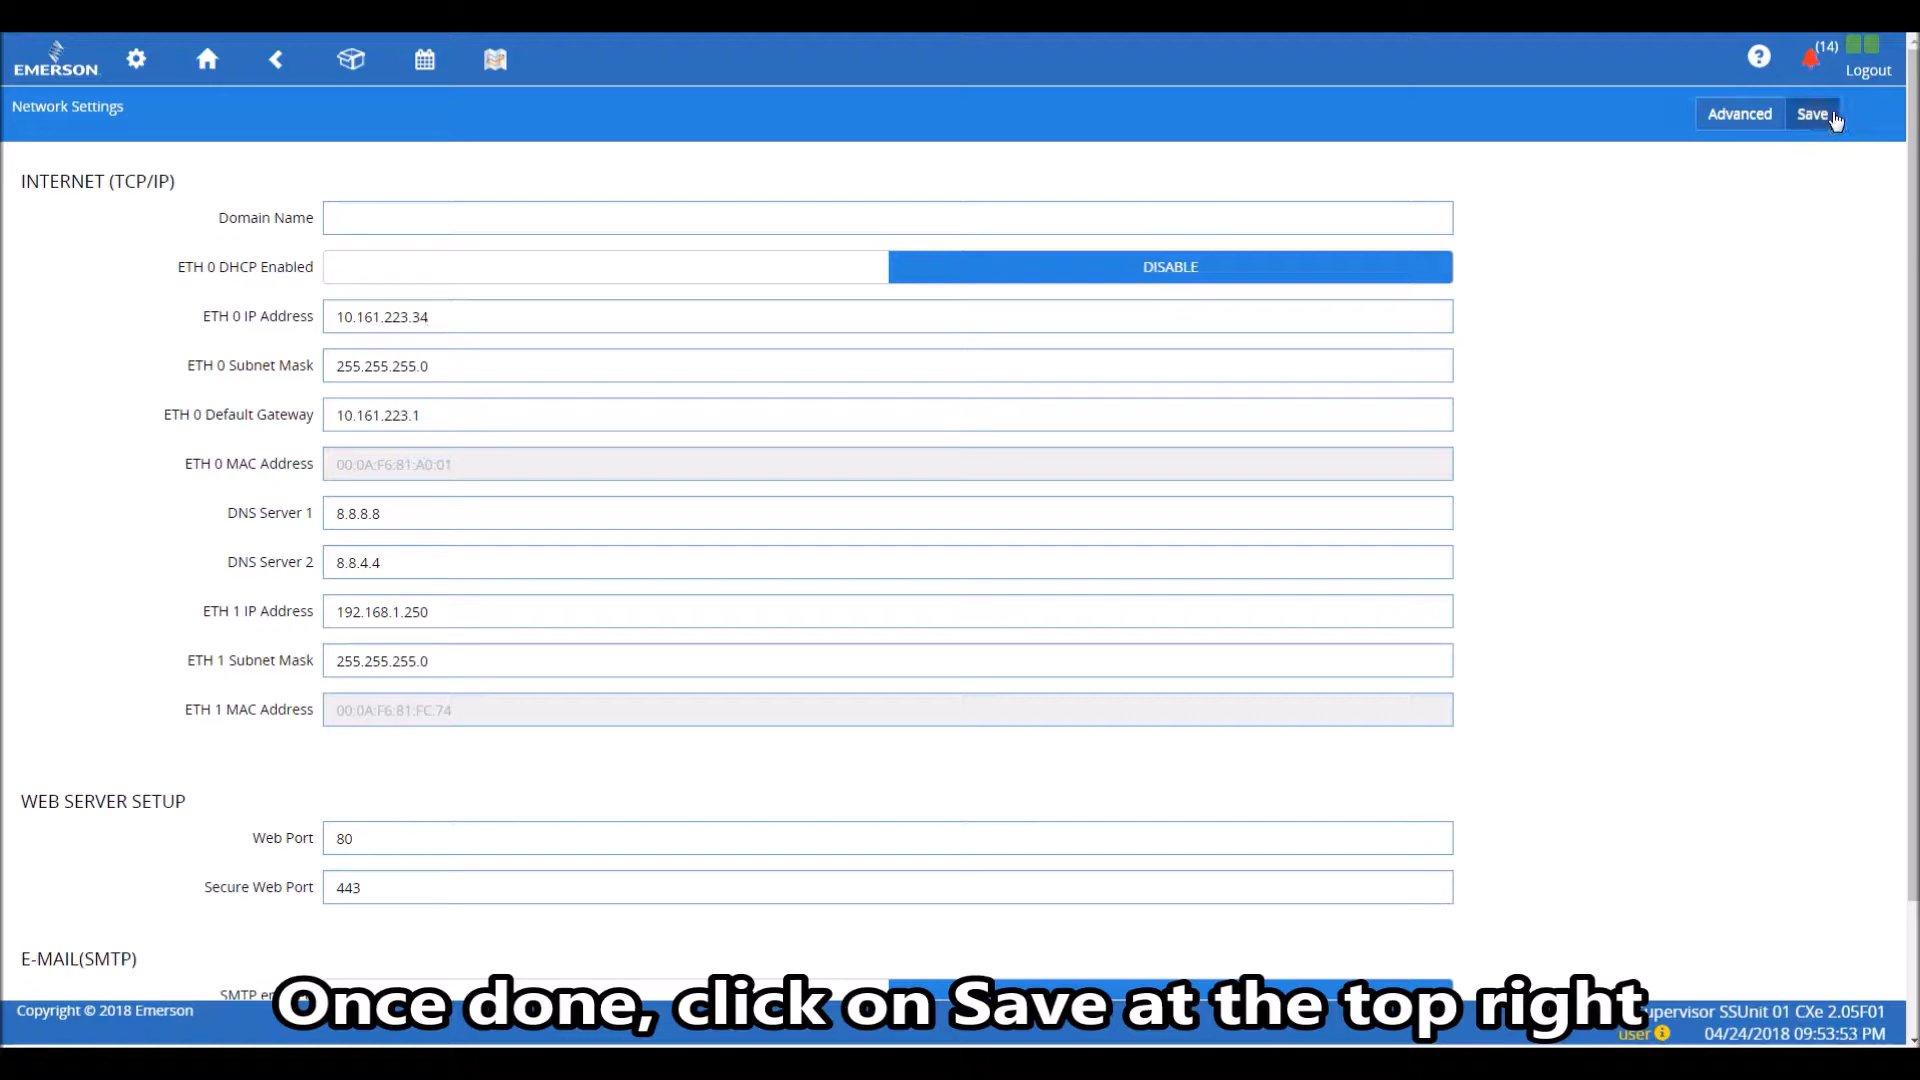 EMERSON
(14)
Logout
Network Settings
Advanced
Save
INTERNET (TCP/IP)
Domain Name
ETH 0 DHCP Enabled
DISABLE
ETH 0 IP Address
10.161.223.34
ETH 0 Subnet Mask
255.255.255.0
ETH 0 Default Gateway
10.161.223.1
ETH 0 MAC Address
00:0A:F6:81:A0:01
DNS Server 1
8.8.8.8
DNS Server 2
8.8.4.4
ETH 1 IP Address
192.168.1.250
ETH 1 Subnet Mask
255.255.255.0
ETH 1 MAC Address
00:0A:F6:81:FC:74
WEB SERVER SETUP
Web Port
80
Secure Web Port
443
E-MAIL(SMTP)
SMTP
Once done, click on Save at the top right
Copyright © 2018 Emerson
SSUnit 01 CXe 2.05F01
user
04/24/2018 09:53:53 PM